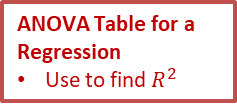 ANOVA Table for a
Regression
• Use to find R²